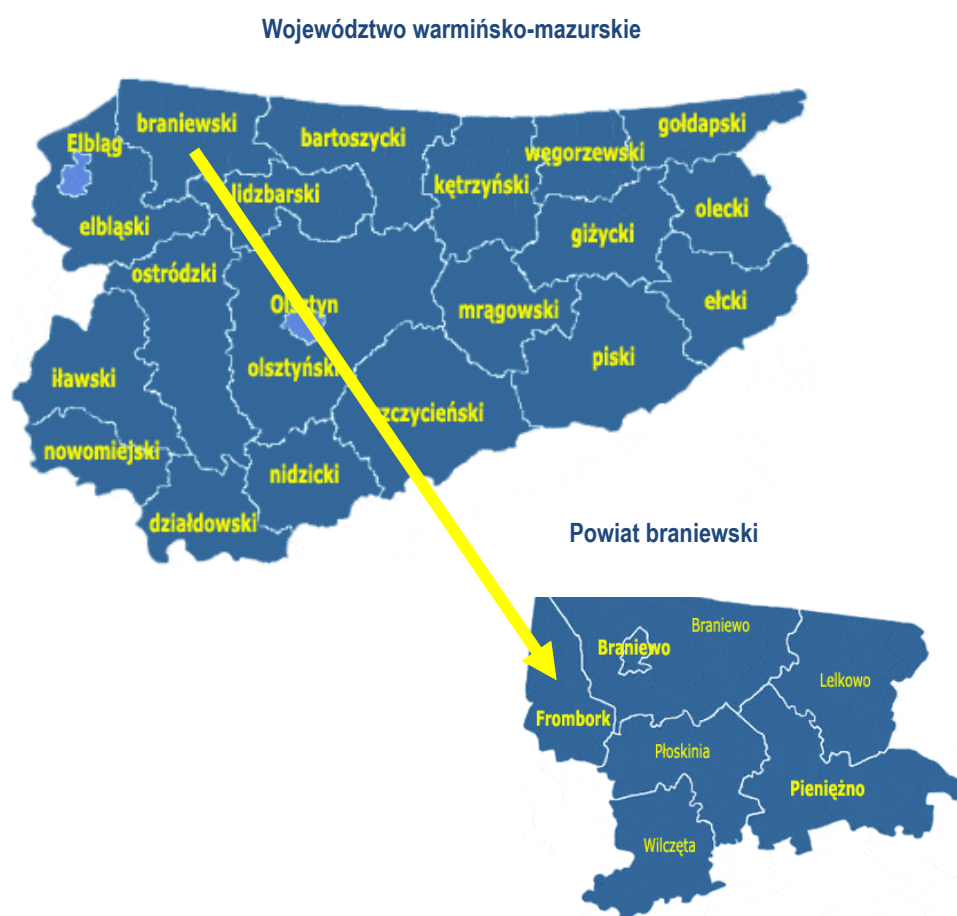 Województwo warmińsko-mazurskie
gołdapski
braniewski
bartoszycki
Elbląg
węgorzewski
kętrzyński
lidzbarski
olecki
elbląski
giżycki
ostródzki
ełcki
Olsztyn
mrągowski
piski
olsztyński
iławski
szczycieński
nowomiejski
nidzicki
działdowski
Powiat braniewski
Braniewo
Braniewo
Lelkowo
Frombork
Płoskinia
Pieniężno
Wilczęta